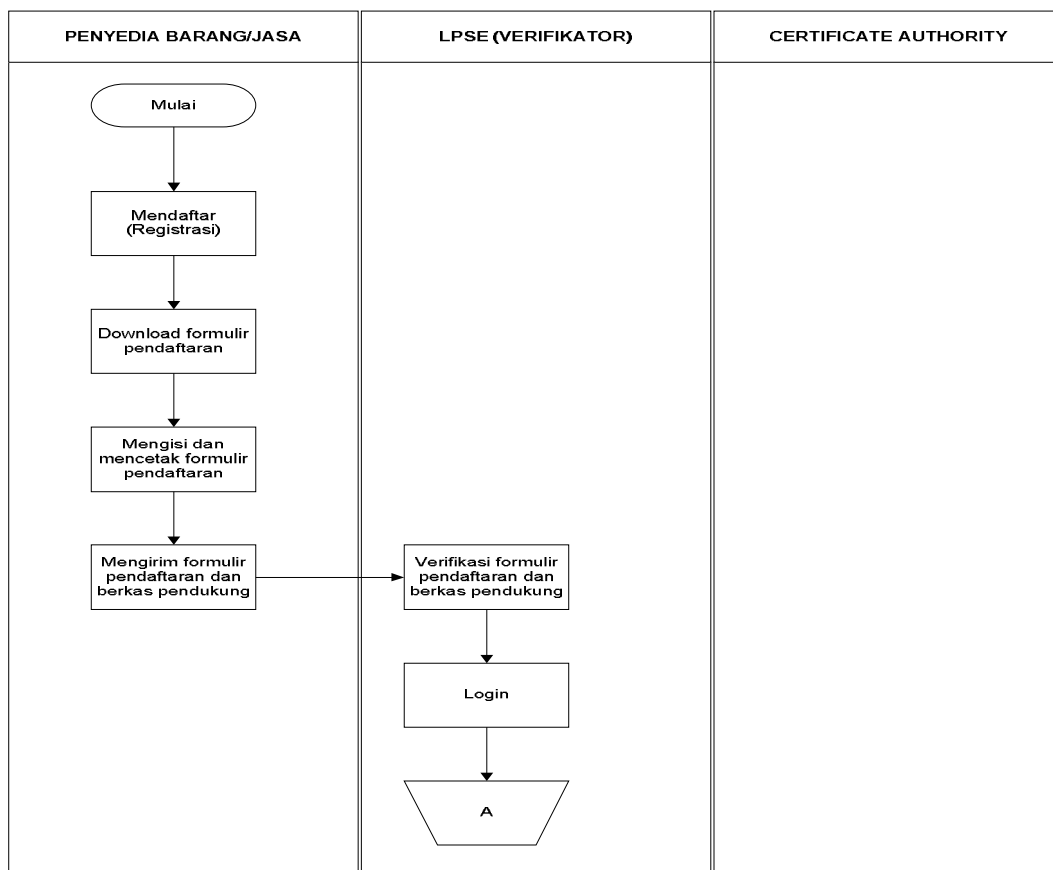 PENYEDIA BARANG/JASA
LPSE (VERIFIKATOR)
CERTIFICATE AUTHORITY
Mulai
Mendaftar
(Registrasi)
Download formulir
pendaftaran
Mengisi dan
mencetak formulir
pendaftaran
Mengirim formulir
pendaftaran dan
berkas pendukung
Verifikasi formulir
pendaftaran dan
berkas pendukung
Login
A